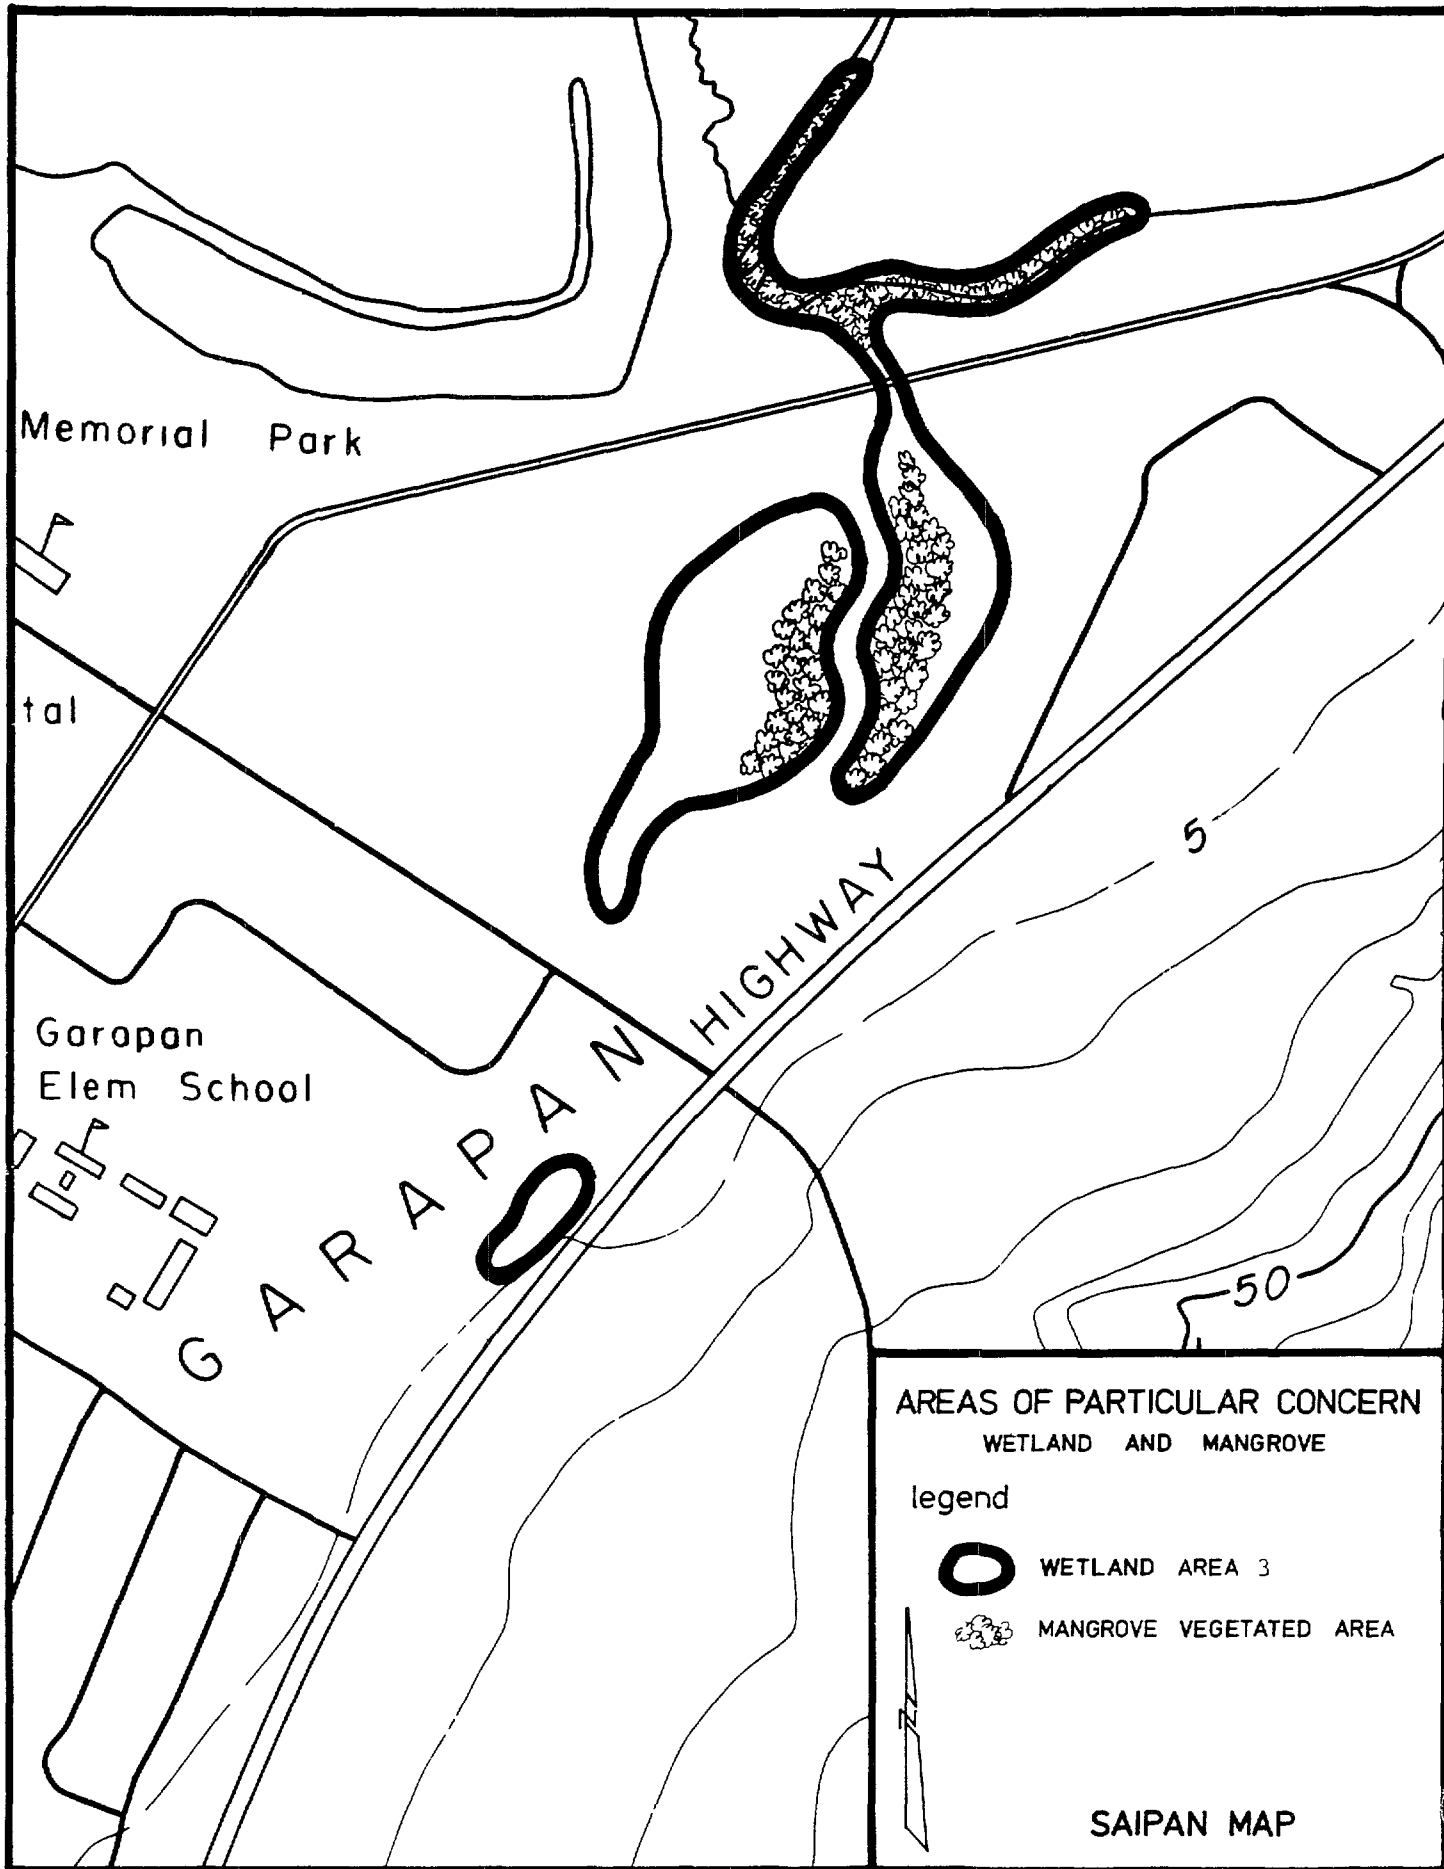 Memorial Park
tal
5
HIGHWAY
Garapan
Elem School
GARAPAN
50
AREAS OF PARTICULAR CONCERN
WETLAND AND MANGROVE
legend
WETLAND AREA 3
MANGROVE VEGETATED AREA
N
SAIPAN MAP